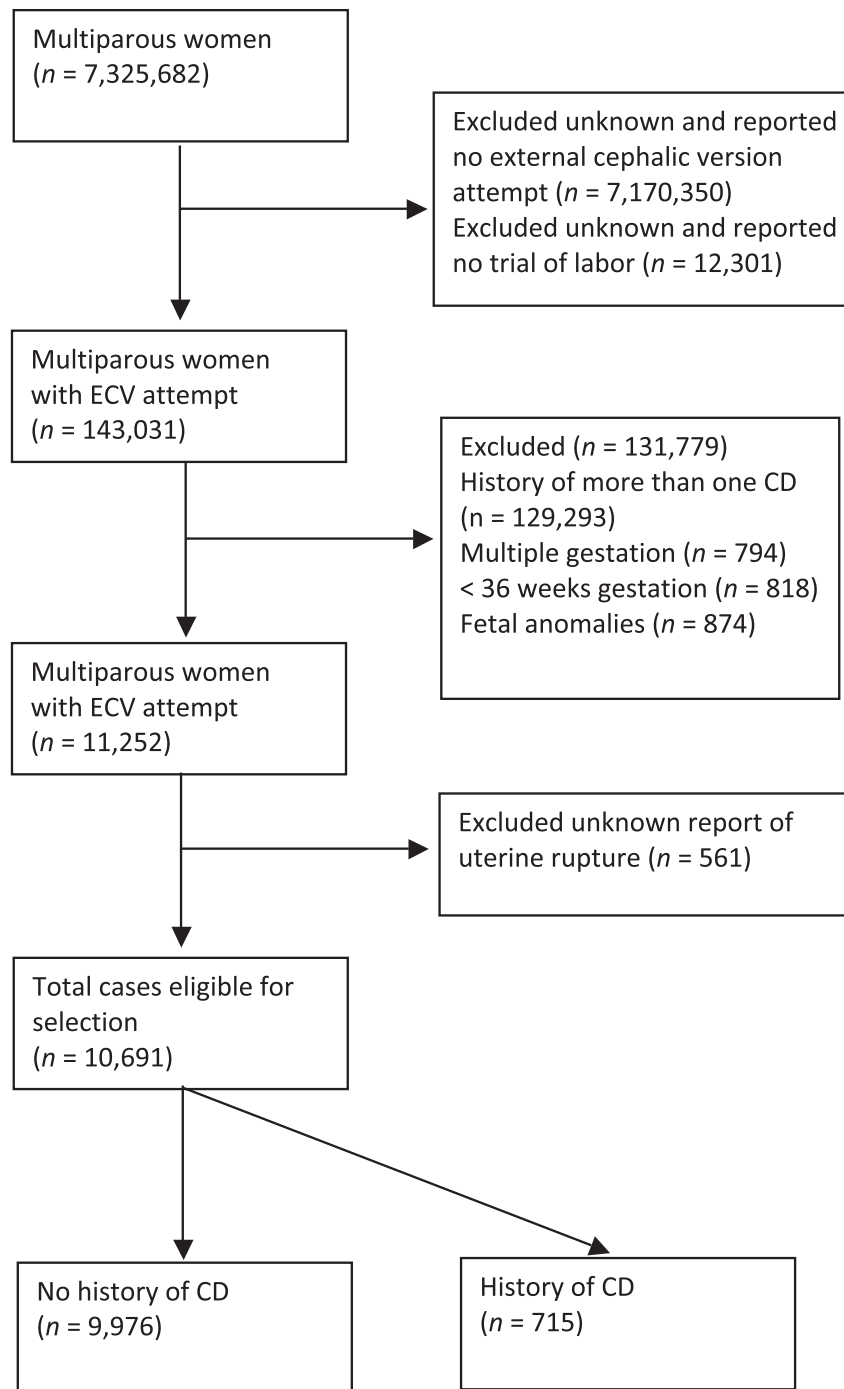 Multiparous women
(n = 7,325,682)
Excluded unknown and reported
no external cephalic version
attempt (n = 7,170,350)
Excluded unknown and reported
no trial of labor (n = 12,301)
Multiparous women
with ECV attempt
(n = 143,031)
Excluded (n = 131,779)
History of more than one CD
(n = 129,293)
Multiple gestation (n = 794)
< 36 weeks gestation (n = 818)
Fetal anomalies (n = 874)
Multiparous women
with ECV attempt
(n = 11,252)
Excluded unknown report of
uterine rupture (n = 561)
Total cases eligible for
selection
(n = 10,691)
No history of CD
(n = 9,976)
History of CD
(n = 715)